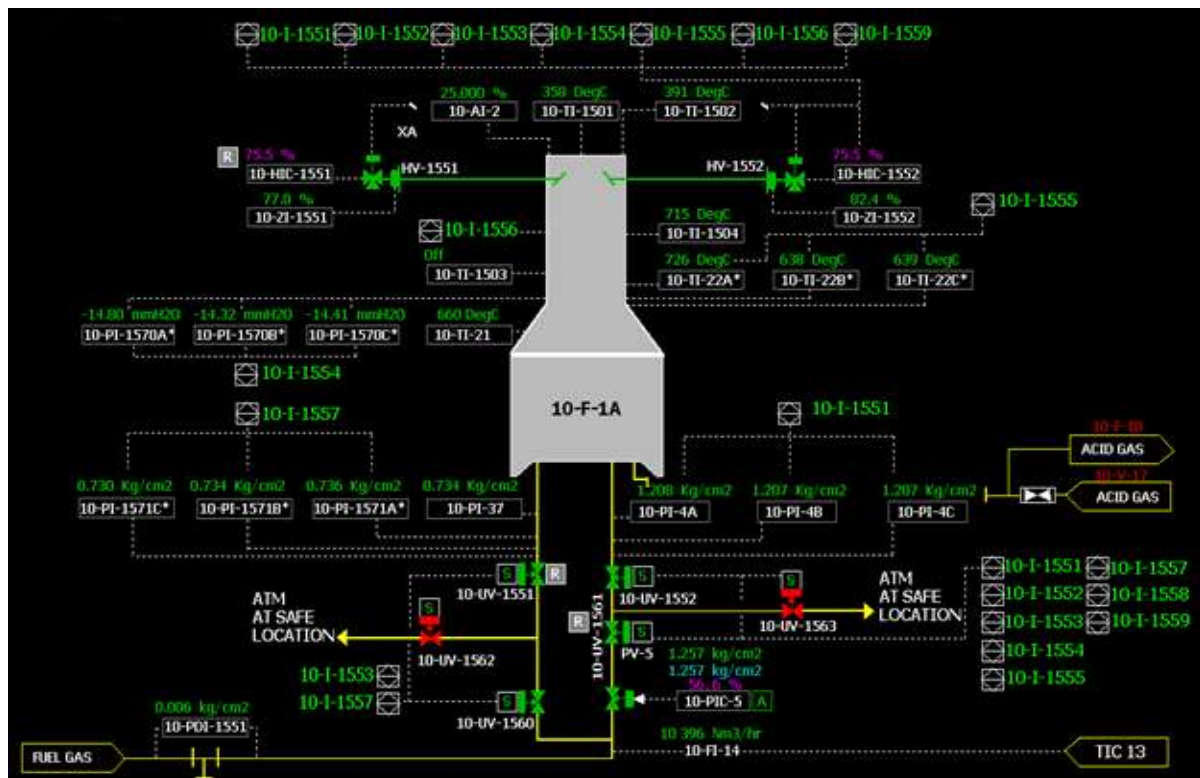 10-I-1551 10-I-1552 10-I-1553 10-I-1554 10-I-1555 10-I-1556 10-I-1559
25.000 % 358 DegC 391 DegC
10-AI-2 10-TI-1501 10-TI-1502
XA
R 75.5 % HV-1551 HV-1552 75.5 %
10-HIC-1551 10-HIC-1552
77.0 % 82.4 %
10-ZI-1551 10-ZI-1552
10-I-1555
10-I-1556 715 DegC
10-TI-1504
Off 726 DegC 638 DegC 639 DegC
10-TI-1503 10-TI-22A* 10-TI-22B* 10-TI-22C*
-14.80 mmH2O -14.32 mmH2O -14.41 mmH2O 660 DegC
10-PI-1570A* 10-PI-1570B* 10-PI-1570C* 10-TI-21
10-I-1554
10-F-1A
10-I-1557 10-I-1551
ACID GAS
10-V-17
ACID GAS
0.730 Kg/cm2 0.734 Kg/cm2 0.736 Kg/cm2 0.734 Kg/cm2 1.208 Kg/cm2 1.207 Kg/cm2 1.207 Kg/cm2
10-PI-1571C* 10-PI-1571B* 10-PI-1571A* 10-PI-37 10-PI-4A 10-PI-4B 10-PI-4C
S R S S
10-UV-1551 10-UV-1552
ATM
AT SAFE
LOCATION
S
10-UV-1562
R
10-UV-1561
S
PV-5
10-UV-1563
ATM
AT SAFE
LOCATION
10-I-1551 10-I-1557
10-I-1552 10-I-1558
10-I-1553 10-I-1559
10-I-1554
10-I-1555
10-I-1553
10-I-1557
S
10-UV-1560
1.257 kg/cm2
1.257 kg/cm2
56.6 %
10-PIC-5 A
0.006 kg/cm2
10-PDI-1551
10 396 Nm3/hr
10-FI-14
FUEL GAS
TIC 13